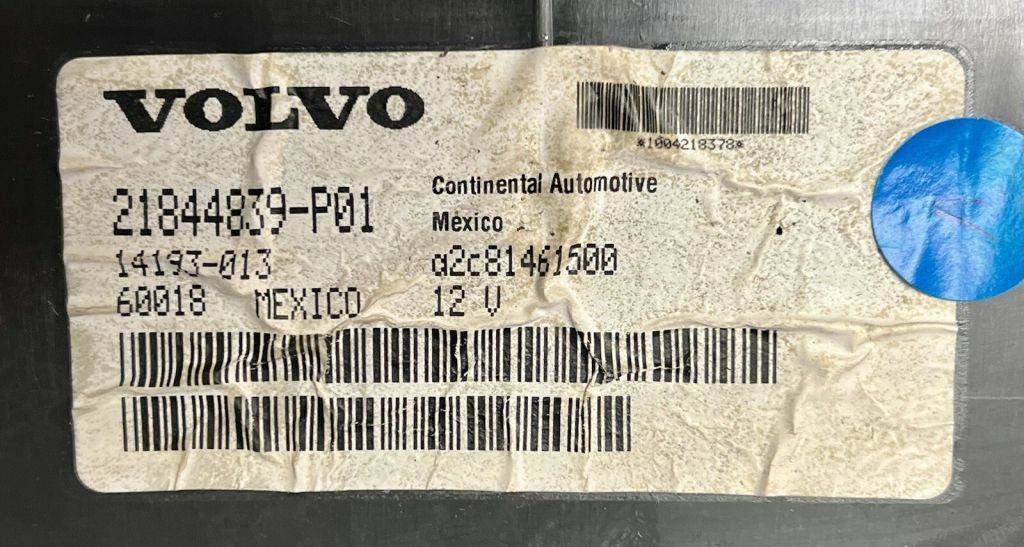 VOLVO
*1004218378*
21844839-P01
Continental Automotive
Mexico
14193-013
a2c81461500
60018 MEXICO
12 V